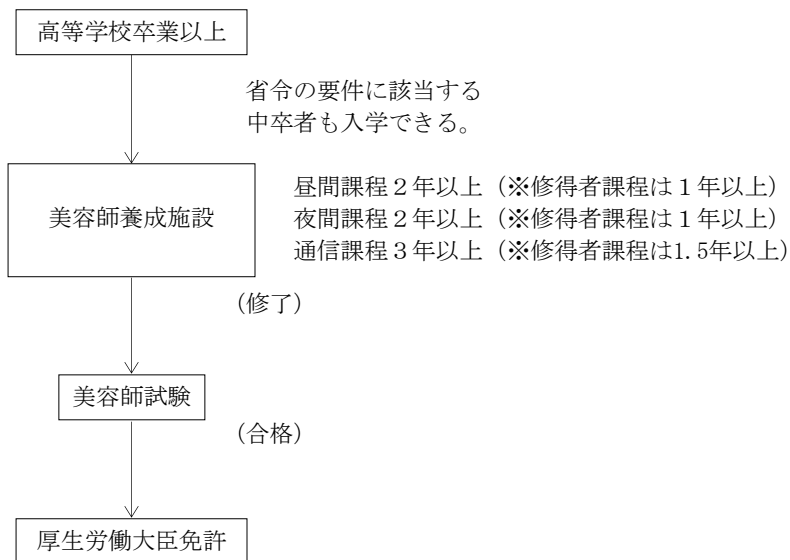 高等学校卒業以上
省令の要件に該当する
中卒者も入学できる。
美容師養成施設
昼間課程２年以上（※修得者課程は１年以上）
夜間課程２年以上（※修得者課程は１年以上）
通信課程３年以上（※修得者課程は1.5年以上）
(修了)
美容師試験
(合格)
厚生労働大臣免許